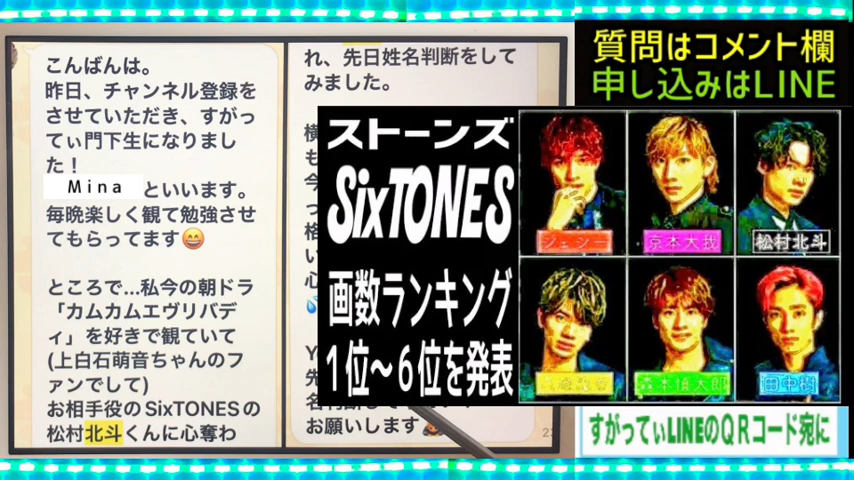 こんばんは。
昨日、チャンネル登録を
させていただき、すがっ
てぃ門下生になりまし
た！
Mina といいます。
毎晩楽しく観て勉強させ
てもらってます😄
ところで...私今の朝ドラ
「カムカムエヴリバデ
ィ」を好きで観ていて
(上白石萌音ちゃんのフ
ァンでして)
お相手役のSixTONESの
松村北斗くんに心奪わ
れ、先日姓名判断をして
みました。
お願いします
質問はコメント欄
申し込みはLINE
ストーンズ
SixTONES
画数ランキング
1位～6位を発表
ジェシー
京本大我
松村北斗
森本慎太郎
田中樹
すがってぃLINEのQRコード宛に